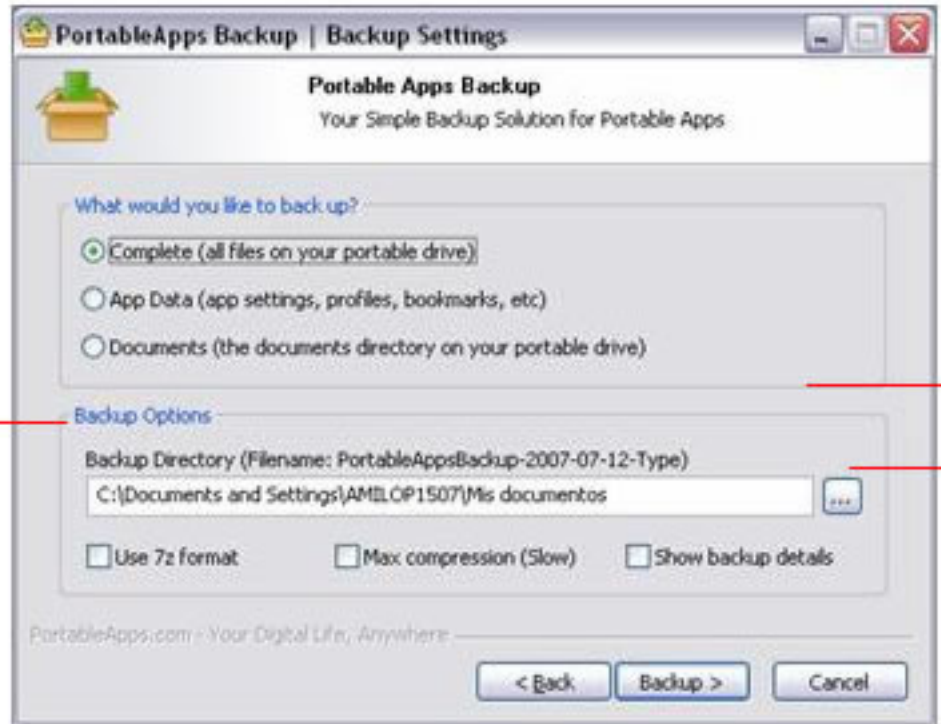 PortableApps Backup | Backup Settings
Portable Apps Backup
Your Simple Backup Solution for Portable Apps
What would you like to back up?
Complete (all files on your portable drive)
App Data (app settings, profiles, bookmarks, etc)
Documents (the documents directory on your portable drive)
Backup Options
Backup Directory (Filename: PortableAppsBackup-2007-07-12-Type)
C:\Documents and Settings\AMILOP1507\Mis documentos
...
Use 7z format Max compression (Slow) Show backup details
PortableApps.com - Your Digital Life, Anywhere
< Back Backup > Cancel